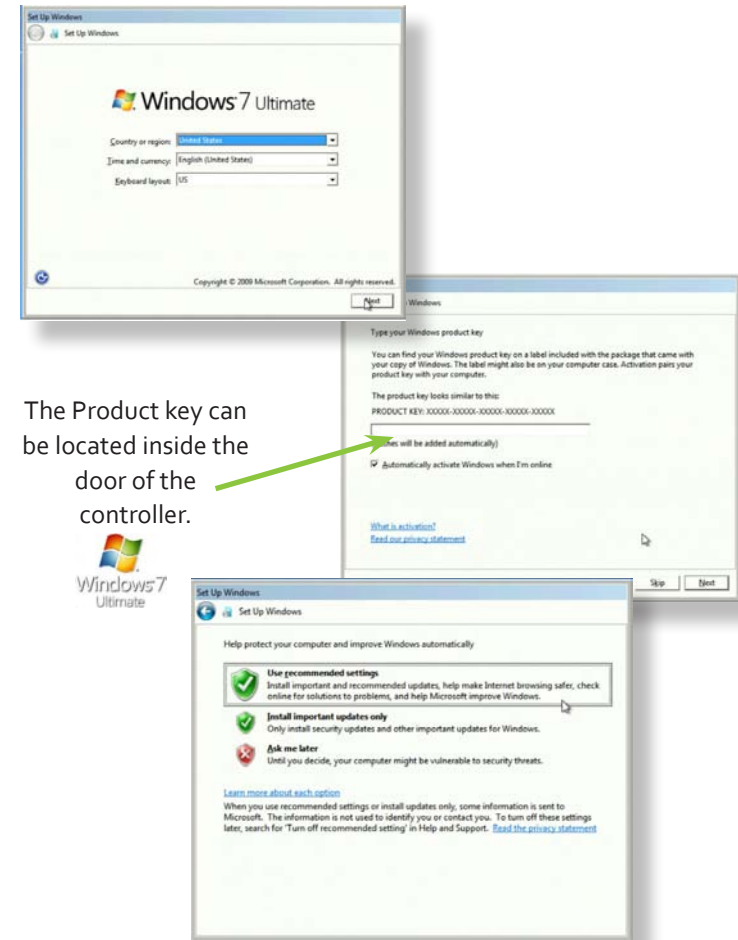 Set Up Windows
Set Up Windows
Windows 7 Ultimate
Country or region: United States
Time and currency: English (United States)
Keyboard layout: US
Copyright © 2009 Microsoft Corporation. All rights reserved.
Next
Windows
Type your Windows product key
You can find your Windows product key on a label included with the package that came with
your copy of Windows. The label might also be on your computer case. Activation pairs your
product key with your computer.
The product key looks similar to this:
PRODUCT KEY: XXXXX-XXXXX-XXXXX-XXXXX-XXXXX
will be added automatically)
Automatically activate Windows when I'm online
What is activation?
Read our privacy statement
Skip Next
The Product key can
be located inside the
door of the
controller.
Windows 7
Ultimate
Set Up Windows
Set Up Windows
Help protect your computer and improve Windows automatically
Use recommended settings
Install important and recommended updates, help make Internet browsing safer, check
online for solutions to problems, and help Microsoft improve Windows.
Install important updates only
Only install security updates and other important updates for Windows.
Ask me later
Until you decide, your computer might be vulnerable to security threats.
Learn more about each option
When you use recommended settings or install updates only, some information is sent to
Microsoft. The information is not used to identify you or contact you. To turn off these settings
later, search for 'Turn off recommended setting' in Help and Support. Read the privacy statement